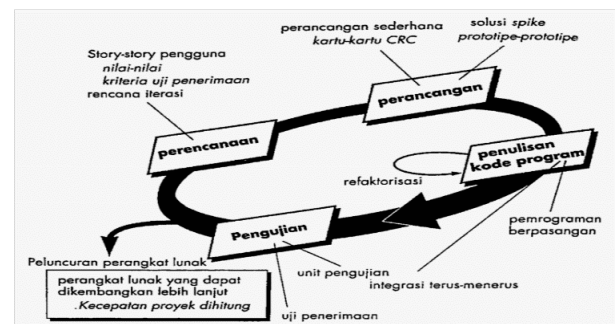 perancangan sederhana
kartu-kartu CRC
solusi spike
prototipe-prototipe
Story-story pengguna
nilai-nilai
kriteria uji penerimaan
rencana iterasi
perancangan
perencanaan
penulisan
kode program
refaktorisasi
pemrograman
berpasangan
Pengujian
Peluncuran perangkat lunak
unit pengujian
integrasi terus-menerus
perangkat lunak yang dapat
dikembangkan lebih lanjut
.Kecepatan proyek dihitung
uji penerimaan